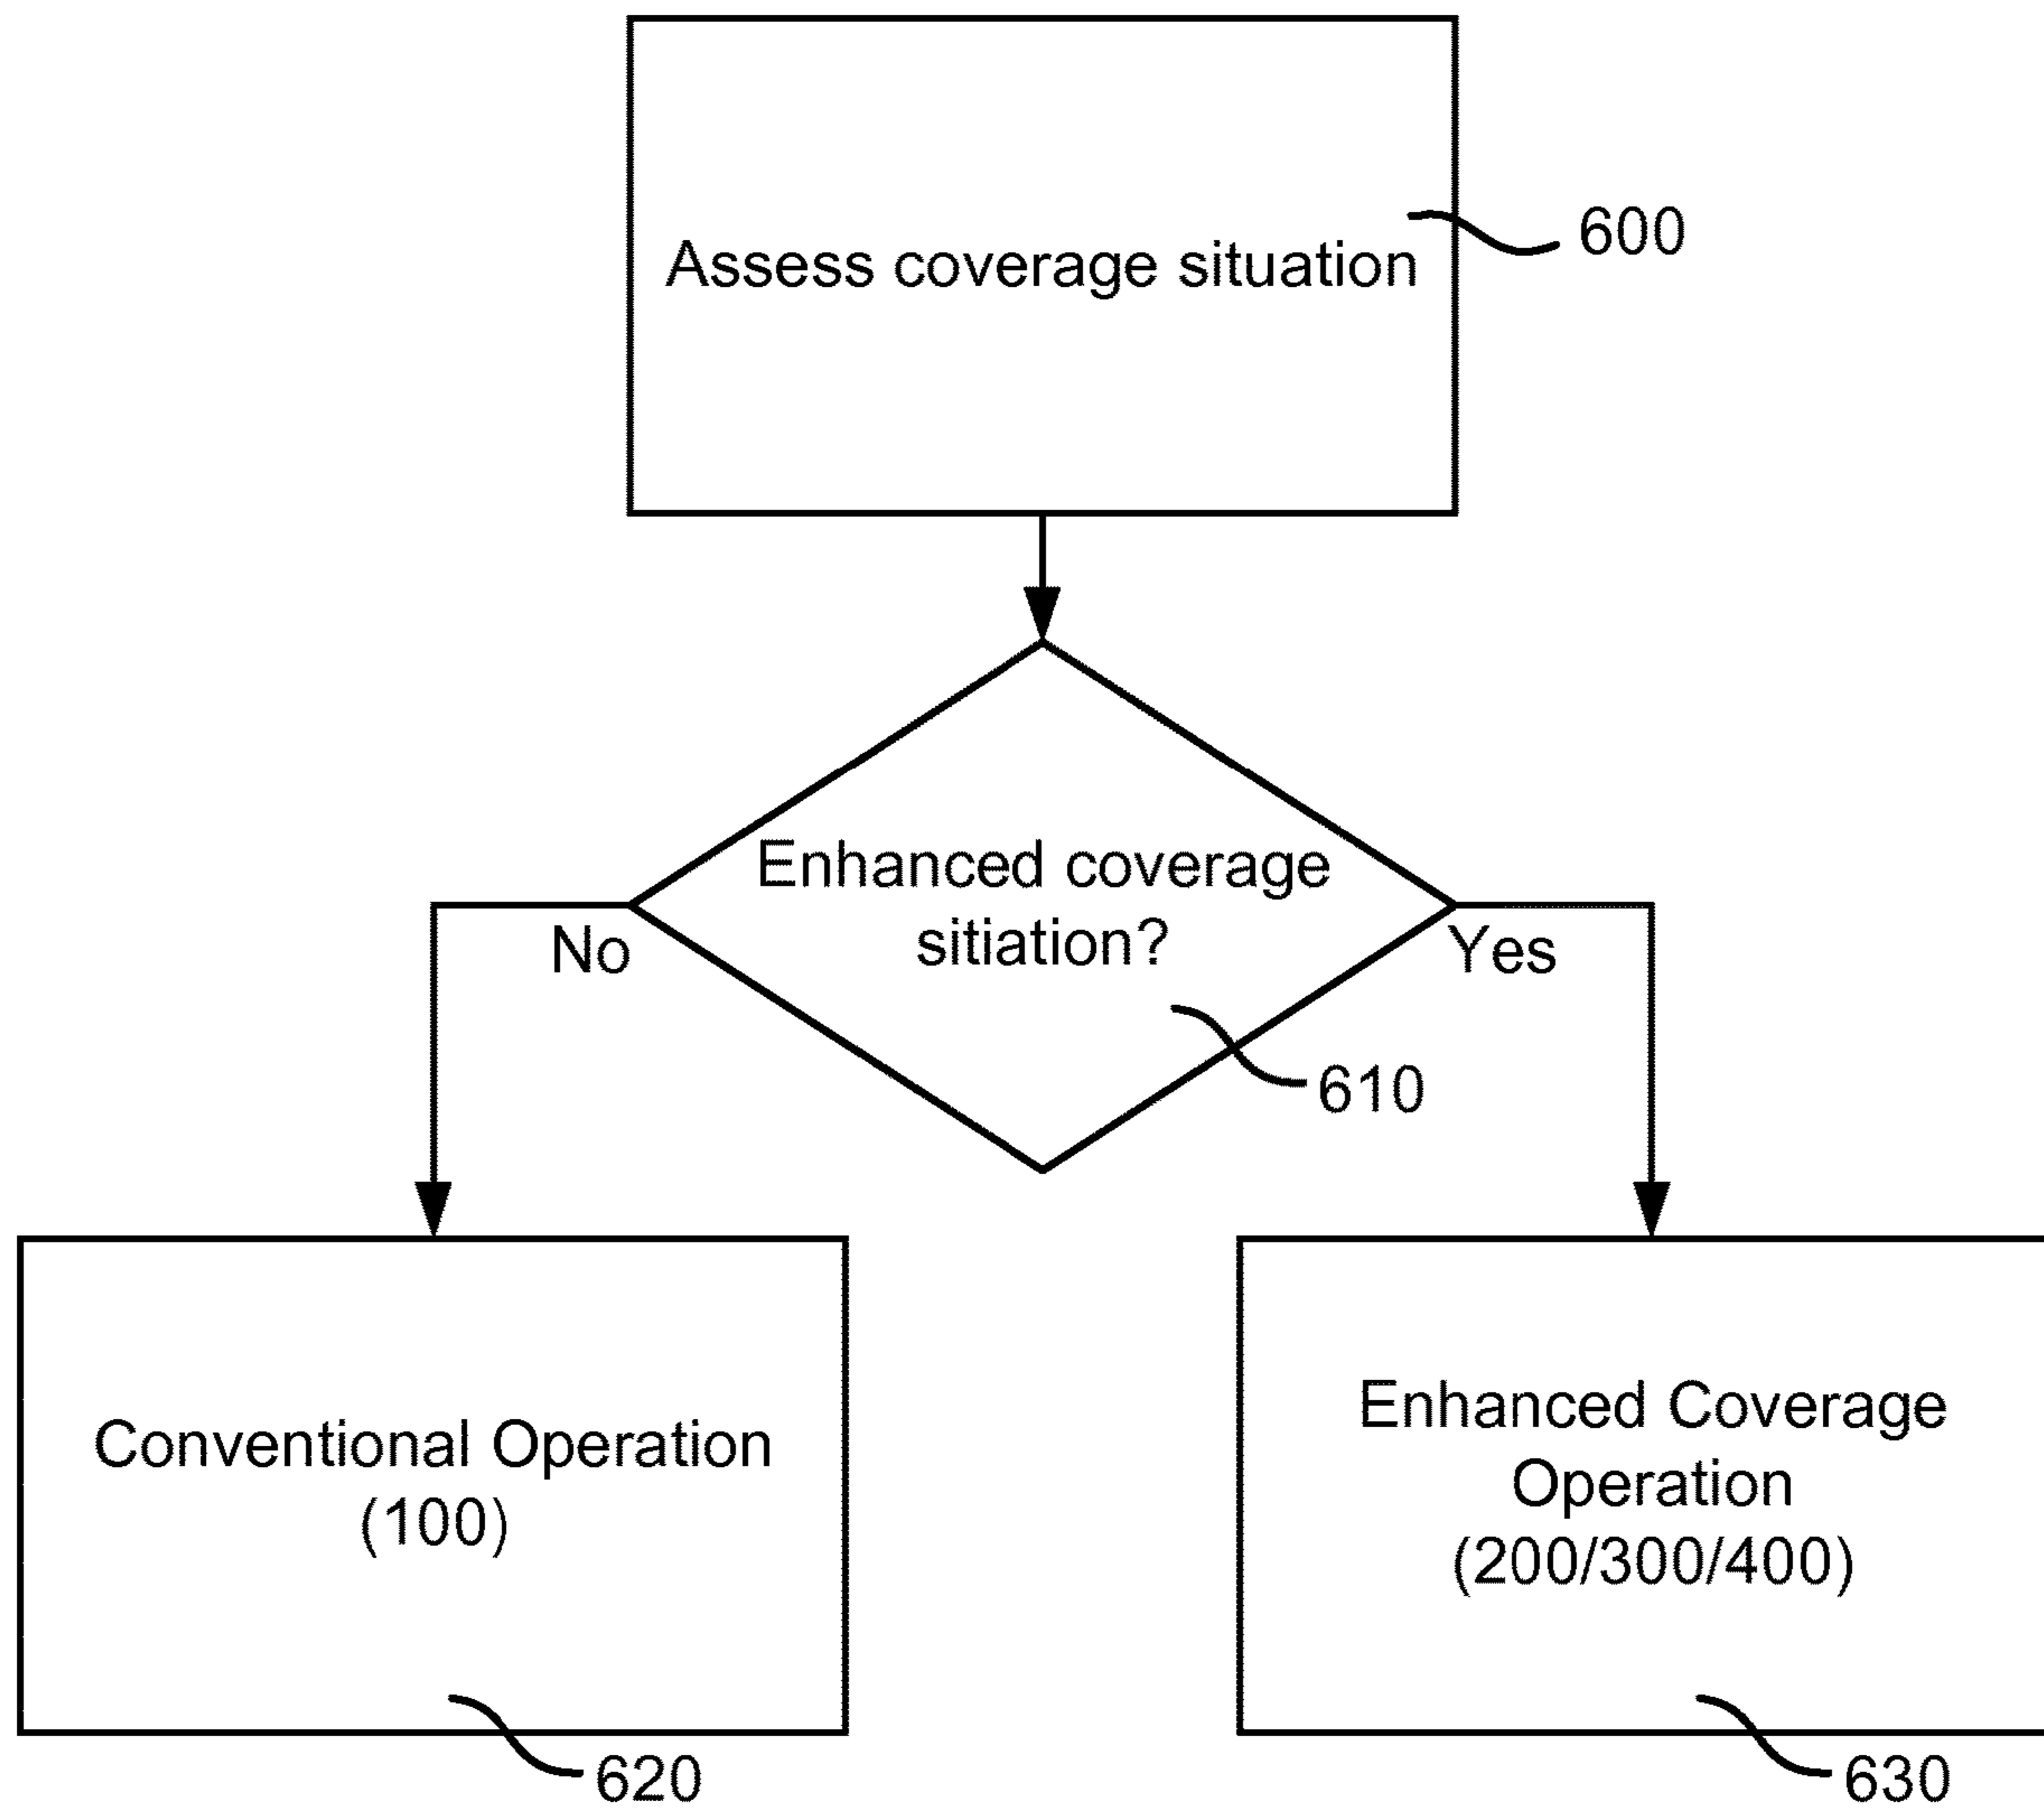 Assess coverage situation
600
Enhanced coverage
sitiation?
No
Yes
610
Conventional Operation
(100)
620
Enhanced Coverage
Operation
(200/300/400)
630